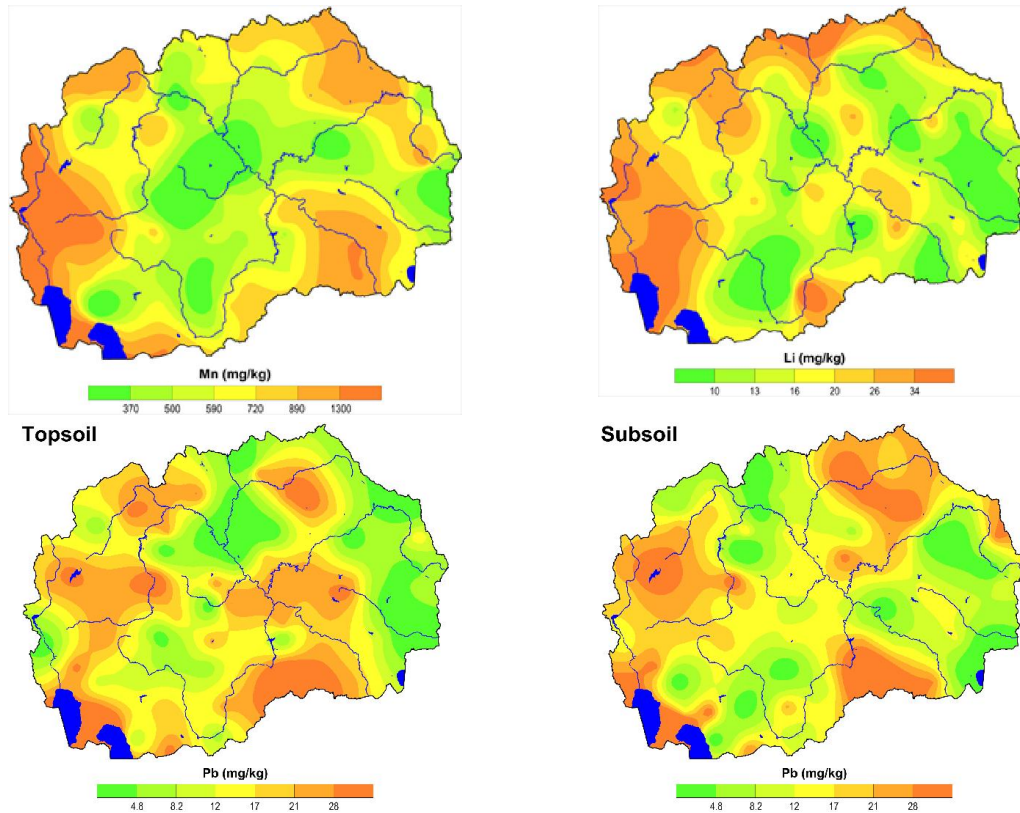 Mn (mg/kg)
370 500 590 720 890 1300
Li (mg/kg)
10 13 16 20 26 34
Topsoil
Subsoil
Pb (mg/kg)
4.8 8.2 12 17 21 28
Pb (mg/kg)
4.8 8.2 12 17 21 28